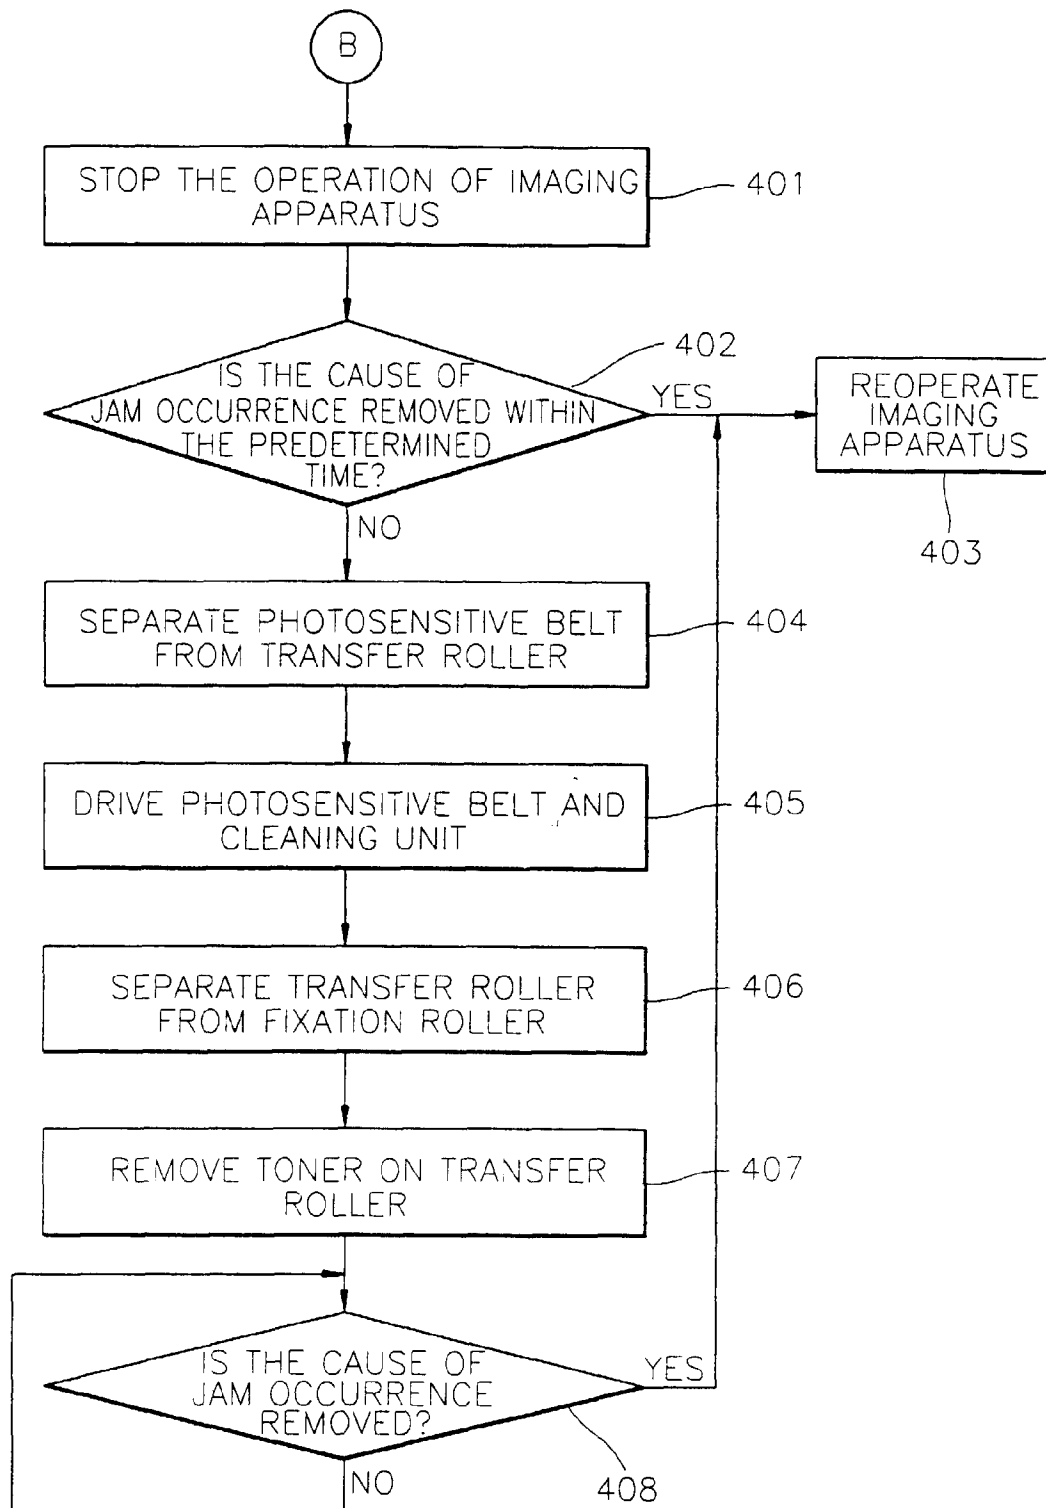 B
STOP THE OPERATION OF IMAGING
APPARATUS
401
IS THE CAUSE OF
JAM OCCURRENCE REMOVED WITHIN
THE PREDETERMINED
TIME?
402
YES
REOPERATE
IMAGING
APPARATUS
403
NO
SEPARATE PHOTOSENSITIVE BELT
FROM TRANSFER ROLLER
404
DRIVE PHOTOSENSITIVE BELT AND
CLEANING UNIT
405
SEPARATE TRANSFER ROLLER
FROM FIXATION ROLLER
406
REMOVE TONER ON TRANSFER
ROLLER
407
IS THE CAUSE OF
JAM OCCURRENCE
REMOVED?
YES
408
NO